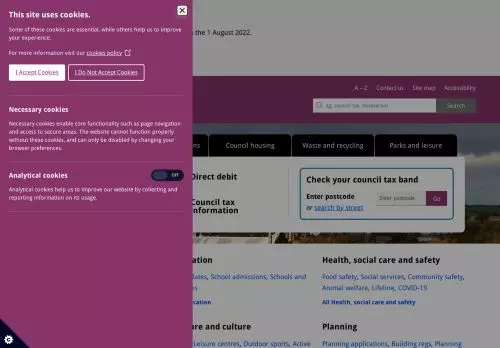 This site uses cookies.
Some of these cookies are essential, while others help us to improve
your experience.
For more information visit our cookies policy
I Accept Cookies
I Do Not Accept Cookies
Necessary cookies
Necessary cookies enable core functionality such as page navigation
and access to secure areas. The website cannot function properly
without these cookies, and can only be disabled by changing your
browser preferences.
Analytical cookies
Off
Analytical cookies help us to improve our website by collecting and
reporting information on its usage.
the 1 August 2022.
A – Z Contact us Site map Accessibility
eg. council tax, missed bin Search
ns Council housing Waste and recycling Parks and leisure
Direct debit
Council tax
information
Check your council tax band
Enter postcode
or search by street
Enter postcode Go
ation
ates, School admissions, Schools and
ns
ucation
Health, social care and safety
Food safety, Social services, Community safety,
Animal welfare, Lifeline, COVID-19
All Health, social care and safety
re and culture
Leisure centres, Outdoor sports, Active
Planning
Planning applications, Building regs, Planning